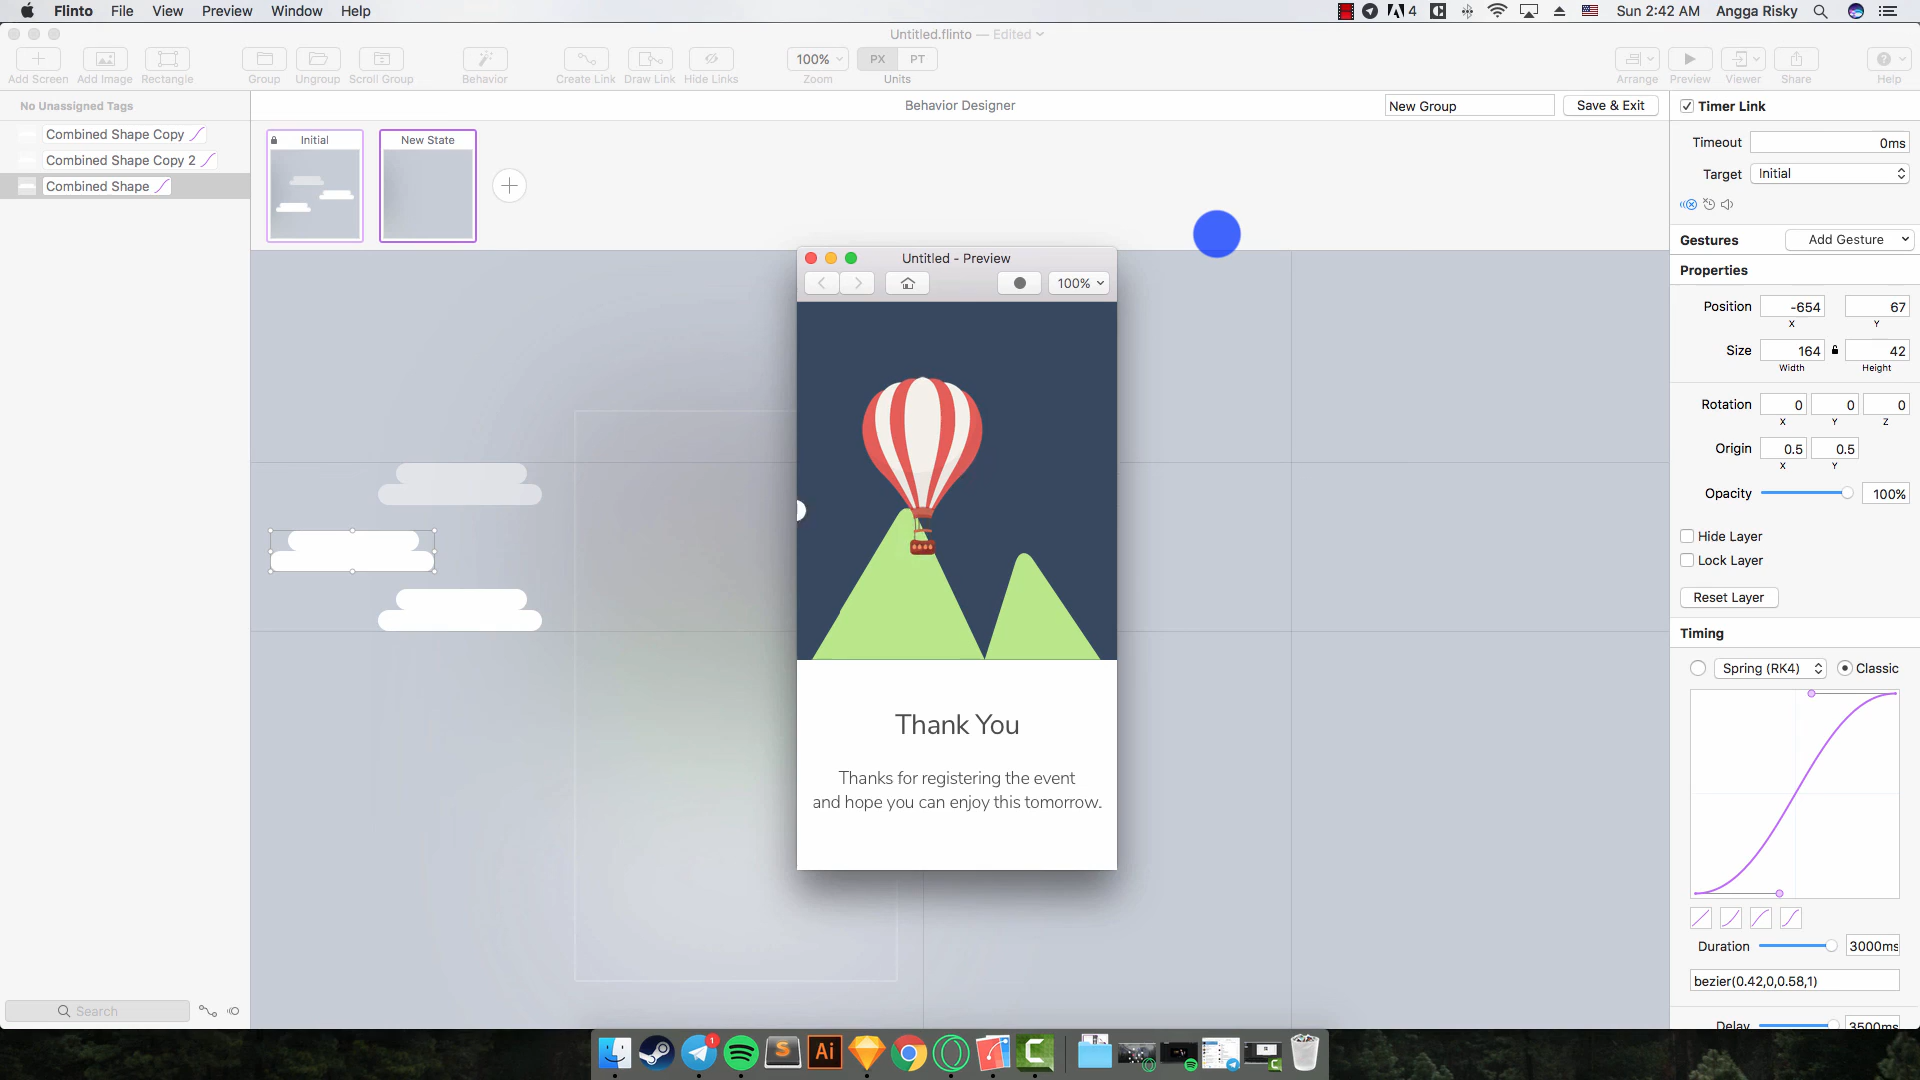 Flinto File View Preview Window Help
4 Sun 2:42 AM Angga Risky
Untitled.flinto — Edited
Add Screen Add Image Rectangle Group Ungroup Scroll Group Behavior Create Link Draw Link Hide Links
100% Zoom PX PT Units
Arrange Preview Viewer Share Help
No Unassigned Tags
Behavior Designer
New Group
Save & Exit
Combined Shape Copy
Combined Shape Copy 2
Combined Shape
Initial
New State
Untitled - Preview
100%
Thank You
Thanks for registering the event
and hope you can enjoy this tomorrow.
Timer Link
Timeout 0ms
Target Initial
Gestures Add Gesture
Properties
Position -654 67
X Y
Size 164 42
Width Height
Rotation 0 0 0
X Y Z
Origin 0.5 0.5
X Y
Opacity 100%
Hide Layer
Lock Layer
Reset Layer
Timing
Spring (RK4) Classic
Duration 3000ms
bezier(0.42,0,0.58,1)
Delay 3500ms
Search
1
S
Ai
C